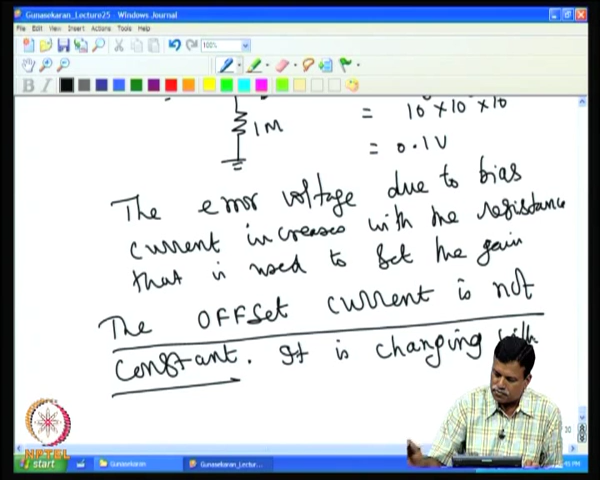 Gunasekaran_Lecture25 - Windows Journal
File Edit View Insert Actions Tools Help
100%
B I
1M
= 10 × 10 × 10
= 0.1V
The error voltage due to bias
current increases with the resistance
that is used to set the gain
The OFFSet current is not
constant. It is changing with
NPTEL
start Gunasekaran Gunasekaran_Lectur...